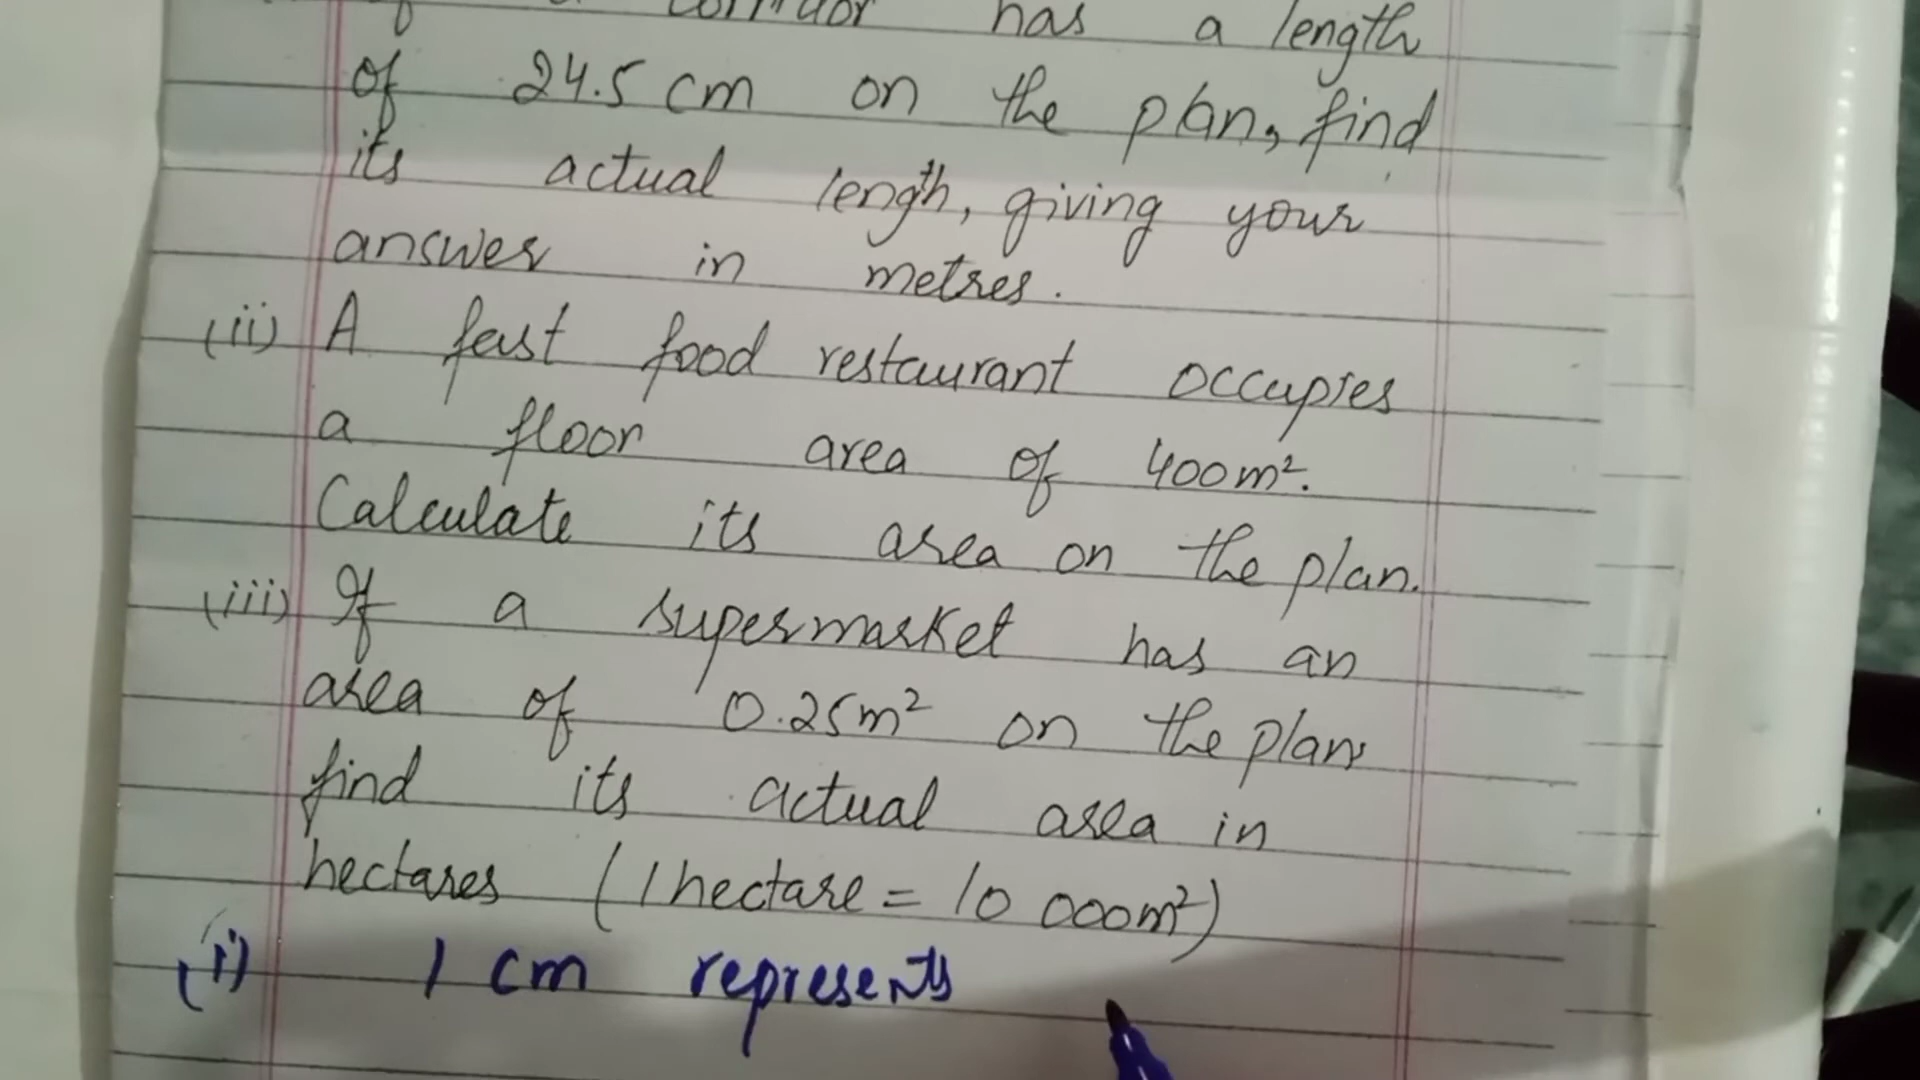 corridor has a length
of 24.5 cm on the plan, find
its actual length, giving your
answer in metres.
(ii) A fast food restaurant occupies
a floor area of 400m².
Calculate its area on the plan.
(iii) If a supermarket has an
area of 0.25m² on the plan
find its actual area in
hectares (1 hectare = 10 000m²)
(i) 1 cm represents